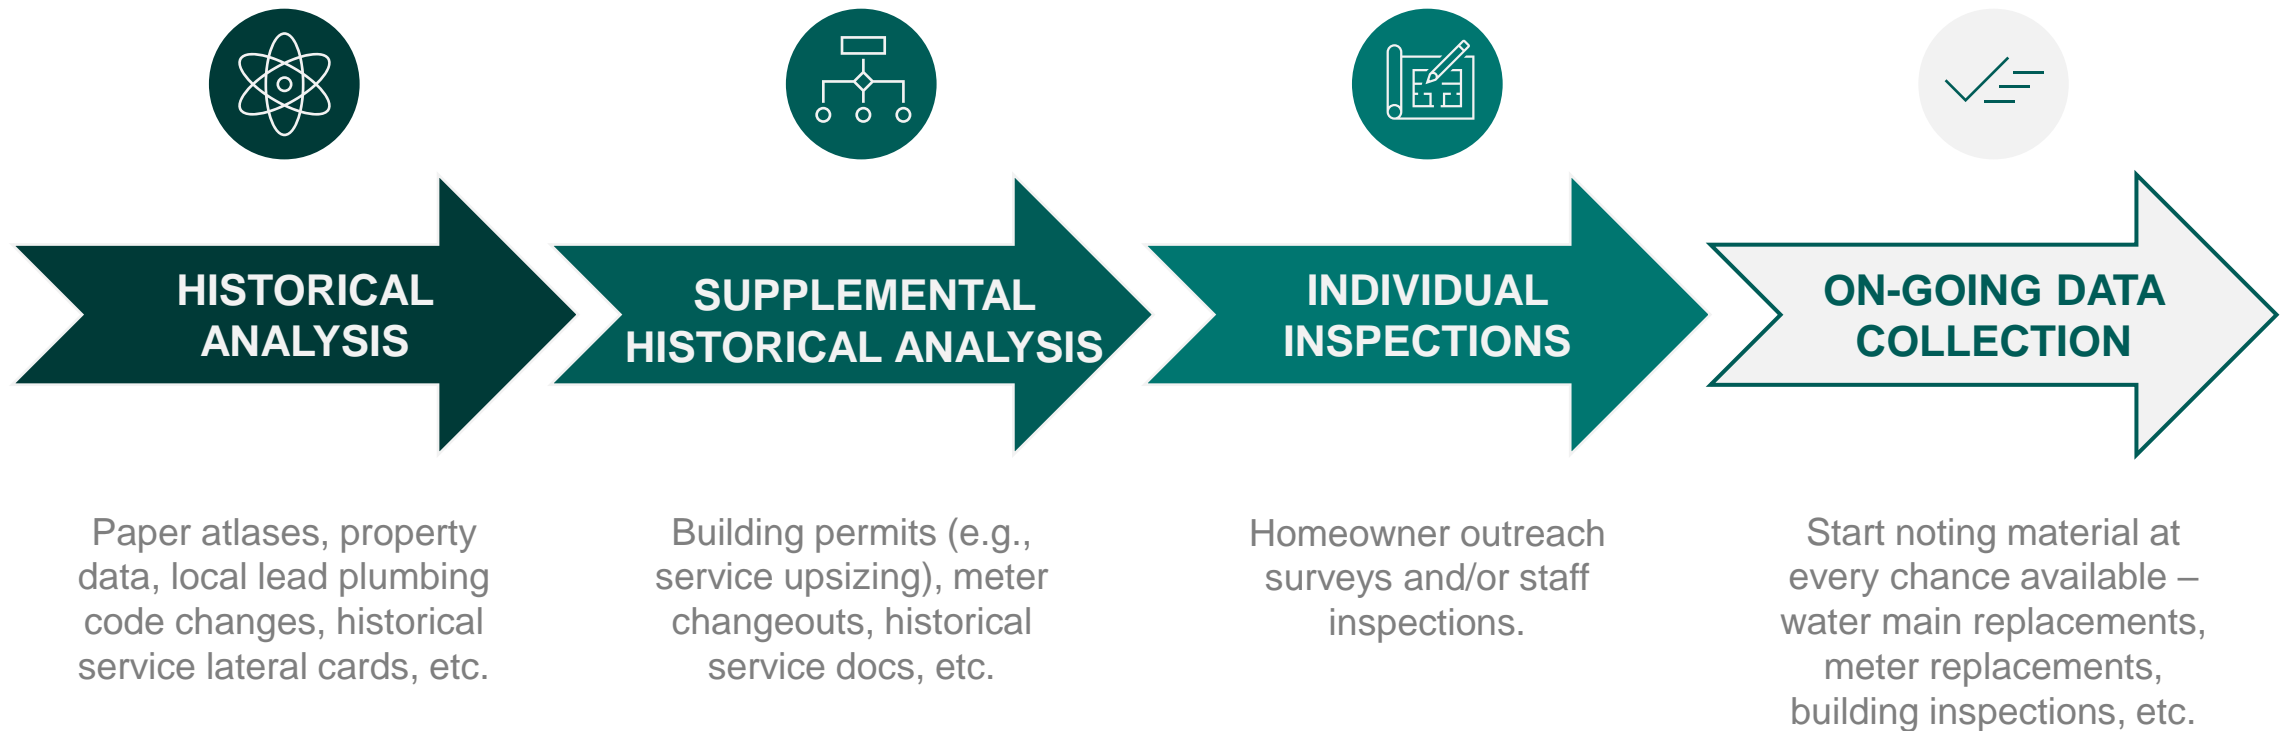 HISTORICAL
ANALYSIS
SUPPLEMENTAL
HISTORICAL ANALYSIS
INDIVIDUAL
INSPECTIONS
ON-GOING DATA
COLLECTION
Paper atlases, property
data, local lead plumbing
code changes, historical
service lateral cards, etc.
Building permits (e.g.,
service upsizing), meter
changeouts, historical
service docs, etc.
Homeowner outreach
surveys and/or staff
inspections.
Start noting material at
every chance available –
water main replacements,
meter replacements,
building inspections, etc.